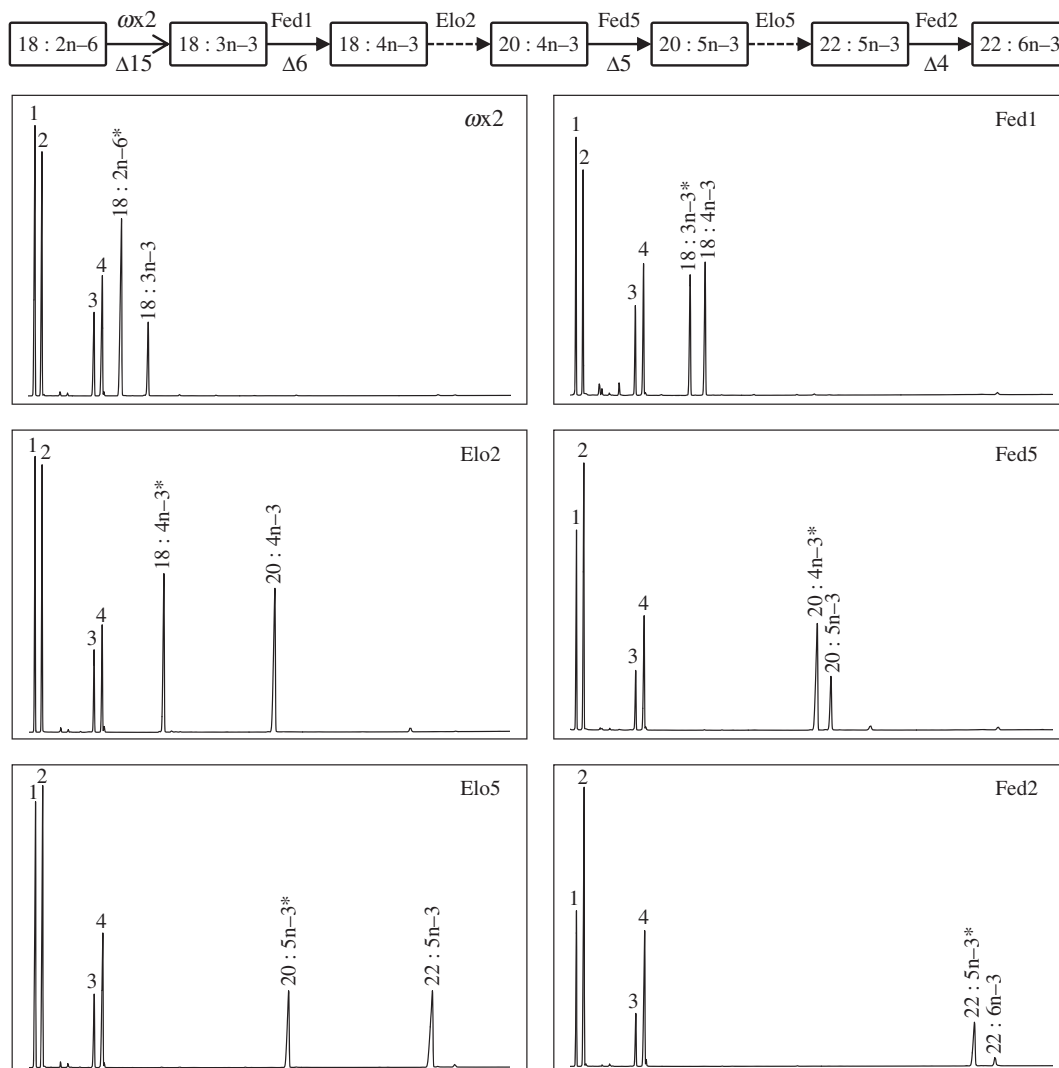 ωx2 Fed1 Elo2 Fed5 Elo5 Fed2
18 : 2n–6 18 : 3n–3 18 : 4n–3 20 : 4n–3 20 : 5n–3 22 : 5n–3 22 : 6n–3
Δ15 Δ6 Δ5 Δ4
ωx2
1
2
3
4
18 : 2n–6*
18 : 3n–3
Fed1
1
2
3
4
18 : 3n–3*
18 : 4n–3
Elo2
1
2
3
4
18 : 4n–3*
20 : 4n–3
Fed5
1
2
3
4
20 : 4n–3*
20 : 5n–3
Elo5
1
2
3
4
20 : 5n–3*
22 : 5n–3
Fed2
1
2
3
4
22 : 5n–3*
22 : 6n–3